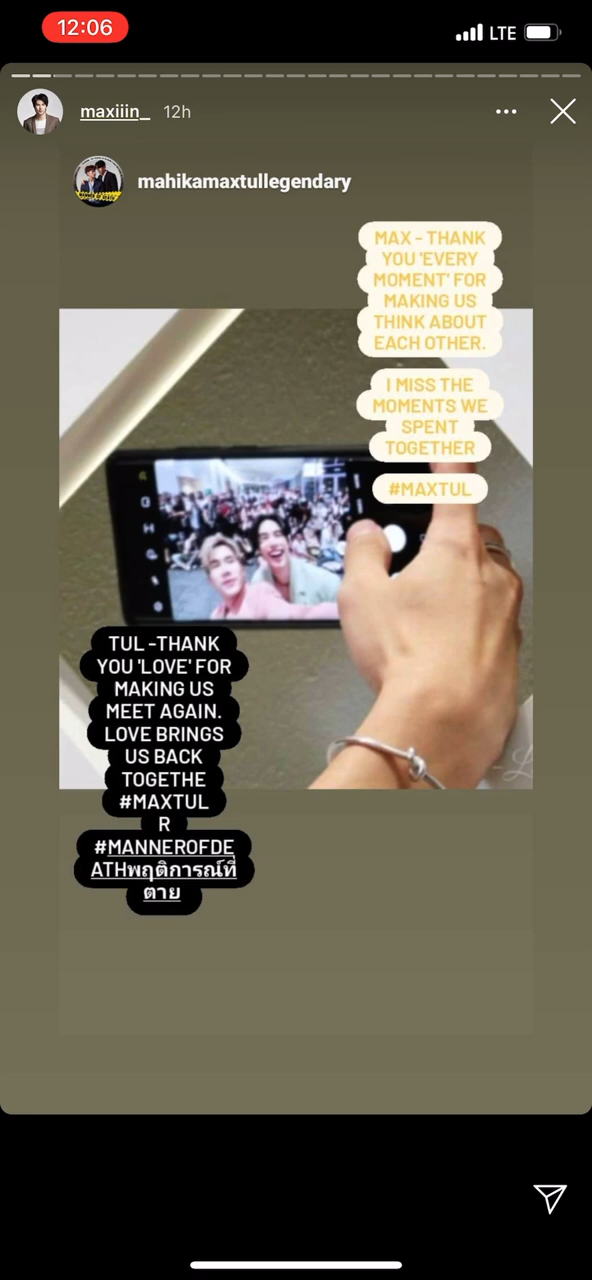 12:06
LTE
maxiiin_ 12h
mahikamaxtullegendary
MAX - THANK
YOU 'EVERY
MOMENT' FOR
MAKING US
THINK ABOUT
EACH OTHER.
I MISS THE
MOMENTS WE
SPENT
TOGETHER
#MAXTUL
TUL -THANK
YOU 'LOVE' FOR
MAKING US
MEET AGAIN.
LOVE BRINGS
US BACK
TOGETHE
#MAXTUL
R
#MANNEROFDE
ATHพฤติการณ์ที่
ตาย